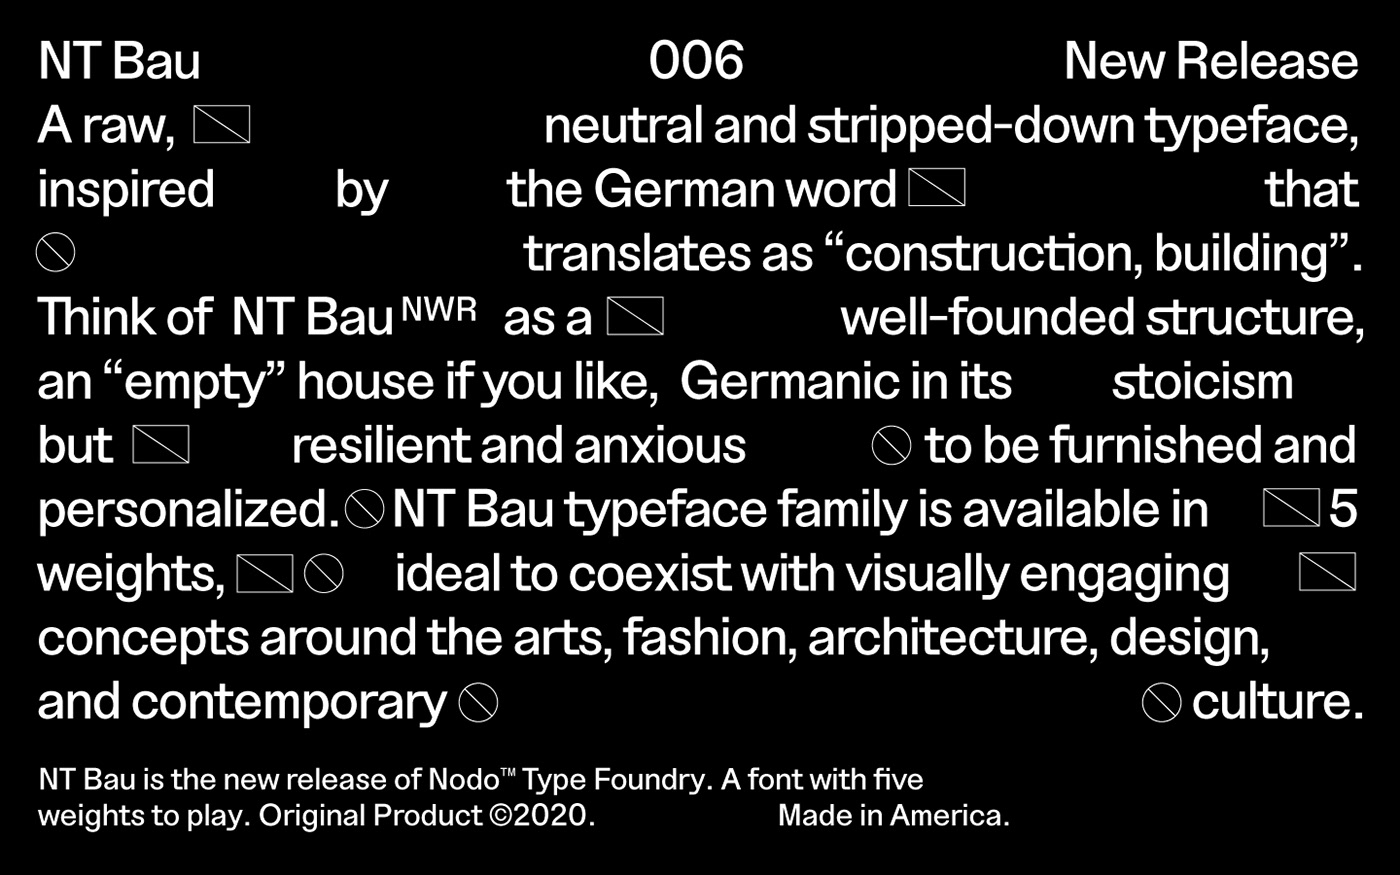 NT Bau 006 New Release
A raw, neutral and stripped-down typeface,
inspired by the German word that
translates as “construction, building”.
Think of NT Bau NWR as a well-founded structure,
an “empty” house if you like, Germanic in its stoicism
but resilient and anxious to be furnished and
personalized. NT Bau typeface family is available in 5
weights, ideal to coexist with visually engaging
concepts around the arts, fashion, architecture, design,
and contemporary culture.
NT Bau is the new release of Nodo™ Type Foundry. A font with five
weights to play. Original Product ©2020. Made in America.